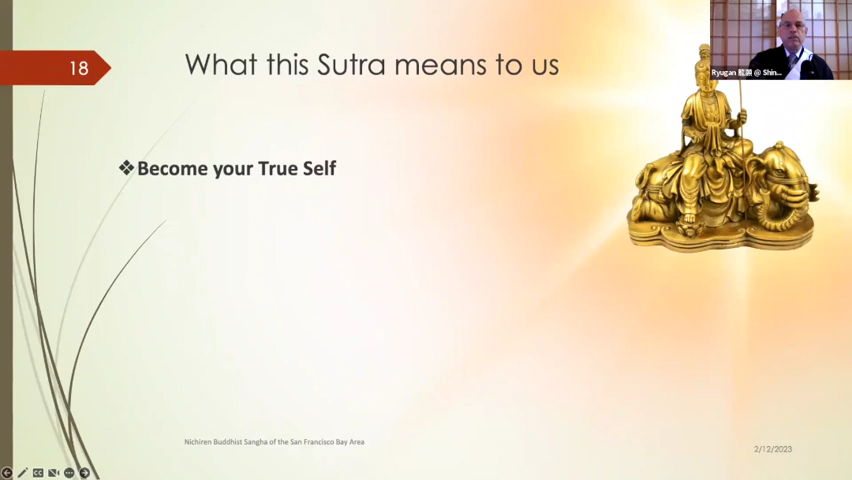 18
What this Sutra means to us
Ryugan 龍顔 @ Shin...
❖Become your True Self
Nichiren Buddhist Sangha of the San Francisco Bay Area
2/12/2023